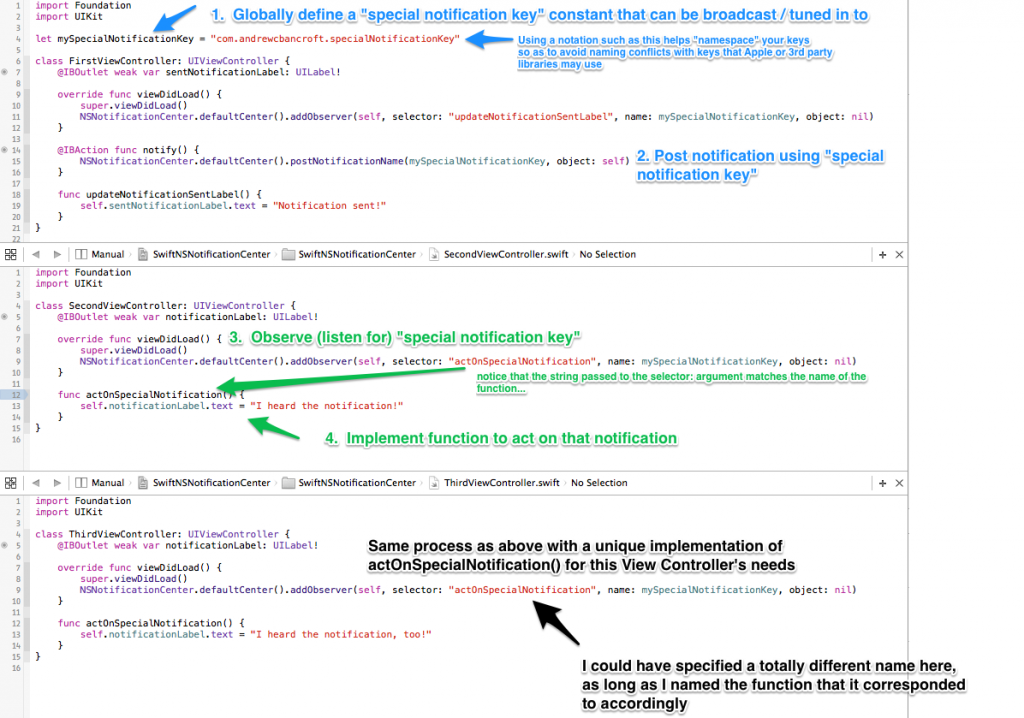 1 import Foundation
2 import UIKit
1. Globally define a "special notification key" constant that can be broadcast / tuned in to
3
4 let mySpecialNotificationKey = "com.andrewcbancroft.specialNotificationKey"
Using a notation such as this helps "namespace" your keys
so as to avoid naming conflicts with keys that Apple or 3rd party
libraries may use
5
6 class FirstViewController: UIViewController {
7 @IBOutlet weak var sentNotificationLabel: UILabel!
8
9 override func viewDidLoad() {
10 super.viewDidLoad()
11 NSNotificationCenter.defaultCenter().addObserver(self, selector: "updateNotificationSentLabel", name: mySpecialNotificationKey, object: nil)
12 }
13
14 @IBAction func notify() {
15 NSNotificationCenter.defaultCenter().postNotificationName(mySpecialNotificationKey, object: self)
16 }
2. Post notification using "special
notification key"
17
18 func updateNotificationSentLabel() {
19 self.sentNotificationLabel.text = "Notification sent!"
20 }
21 }
22
Manual SwiftNSNotificationCenter SwiftNSNotificationCenter SecondViewController.swift No Selection
1 import Foundation
2 import UIKit
3
4 class SecondViewController: UIViewController {
5 @IBOutlet weak var notificationLabel: UILabel!
6
7 override func viewDidLoad() {
3. Observe (listen for) "special notification key"
8 super.viewDidLoad()
9 NSNotificationCenter.defaultCenter().addObserver(self, selector: "actOnSpecialNotification", name: mySpecialNotificationKey, object: nil)
10 }
notice that the string passed to the selector: argument matches the name of the
function...
11
12 func actOnSpecialNotification() {
13 self.notificationLabel.text = "I heard the notification!"
14 }
15 }
16
4. Implement function to act on that notification
Manual SwiftNSNotificationCenter SwiftNSNotificationCenter ThirdViewController.swift No Selection
1 import Foundation
2 import UIKit
3
4 class ThirdViewController: UIViewController {
5 @IBOutlet weak var notificationLabel: UILabel!
6
Same process as above with a unique implementation of
actOnSpecialNotification() for this View Controller's needs
7 override func viewDidLoad() {
8 super.viewDidLoad()
9 NSNotificationCenter.defaultCenter().addObserver(self, selector: "actOnSpecialNotification", name: mySpecialNotificationKey, object: nil)
10 }
11
12 func actOnSpecialNotification() {
13 self.notificationLabel.text = "I heard the notification, too!"
14 }
15 }
16
I could have specified a totally different name here,
as long as I named the function that it corresponded
to accordingly